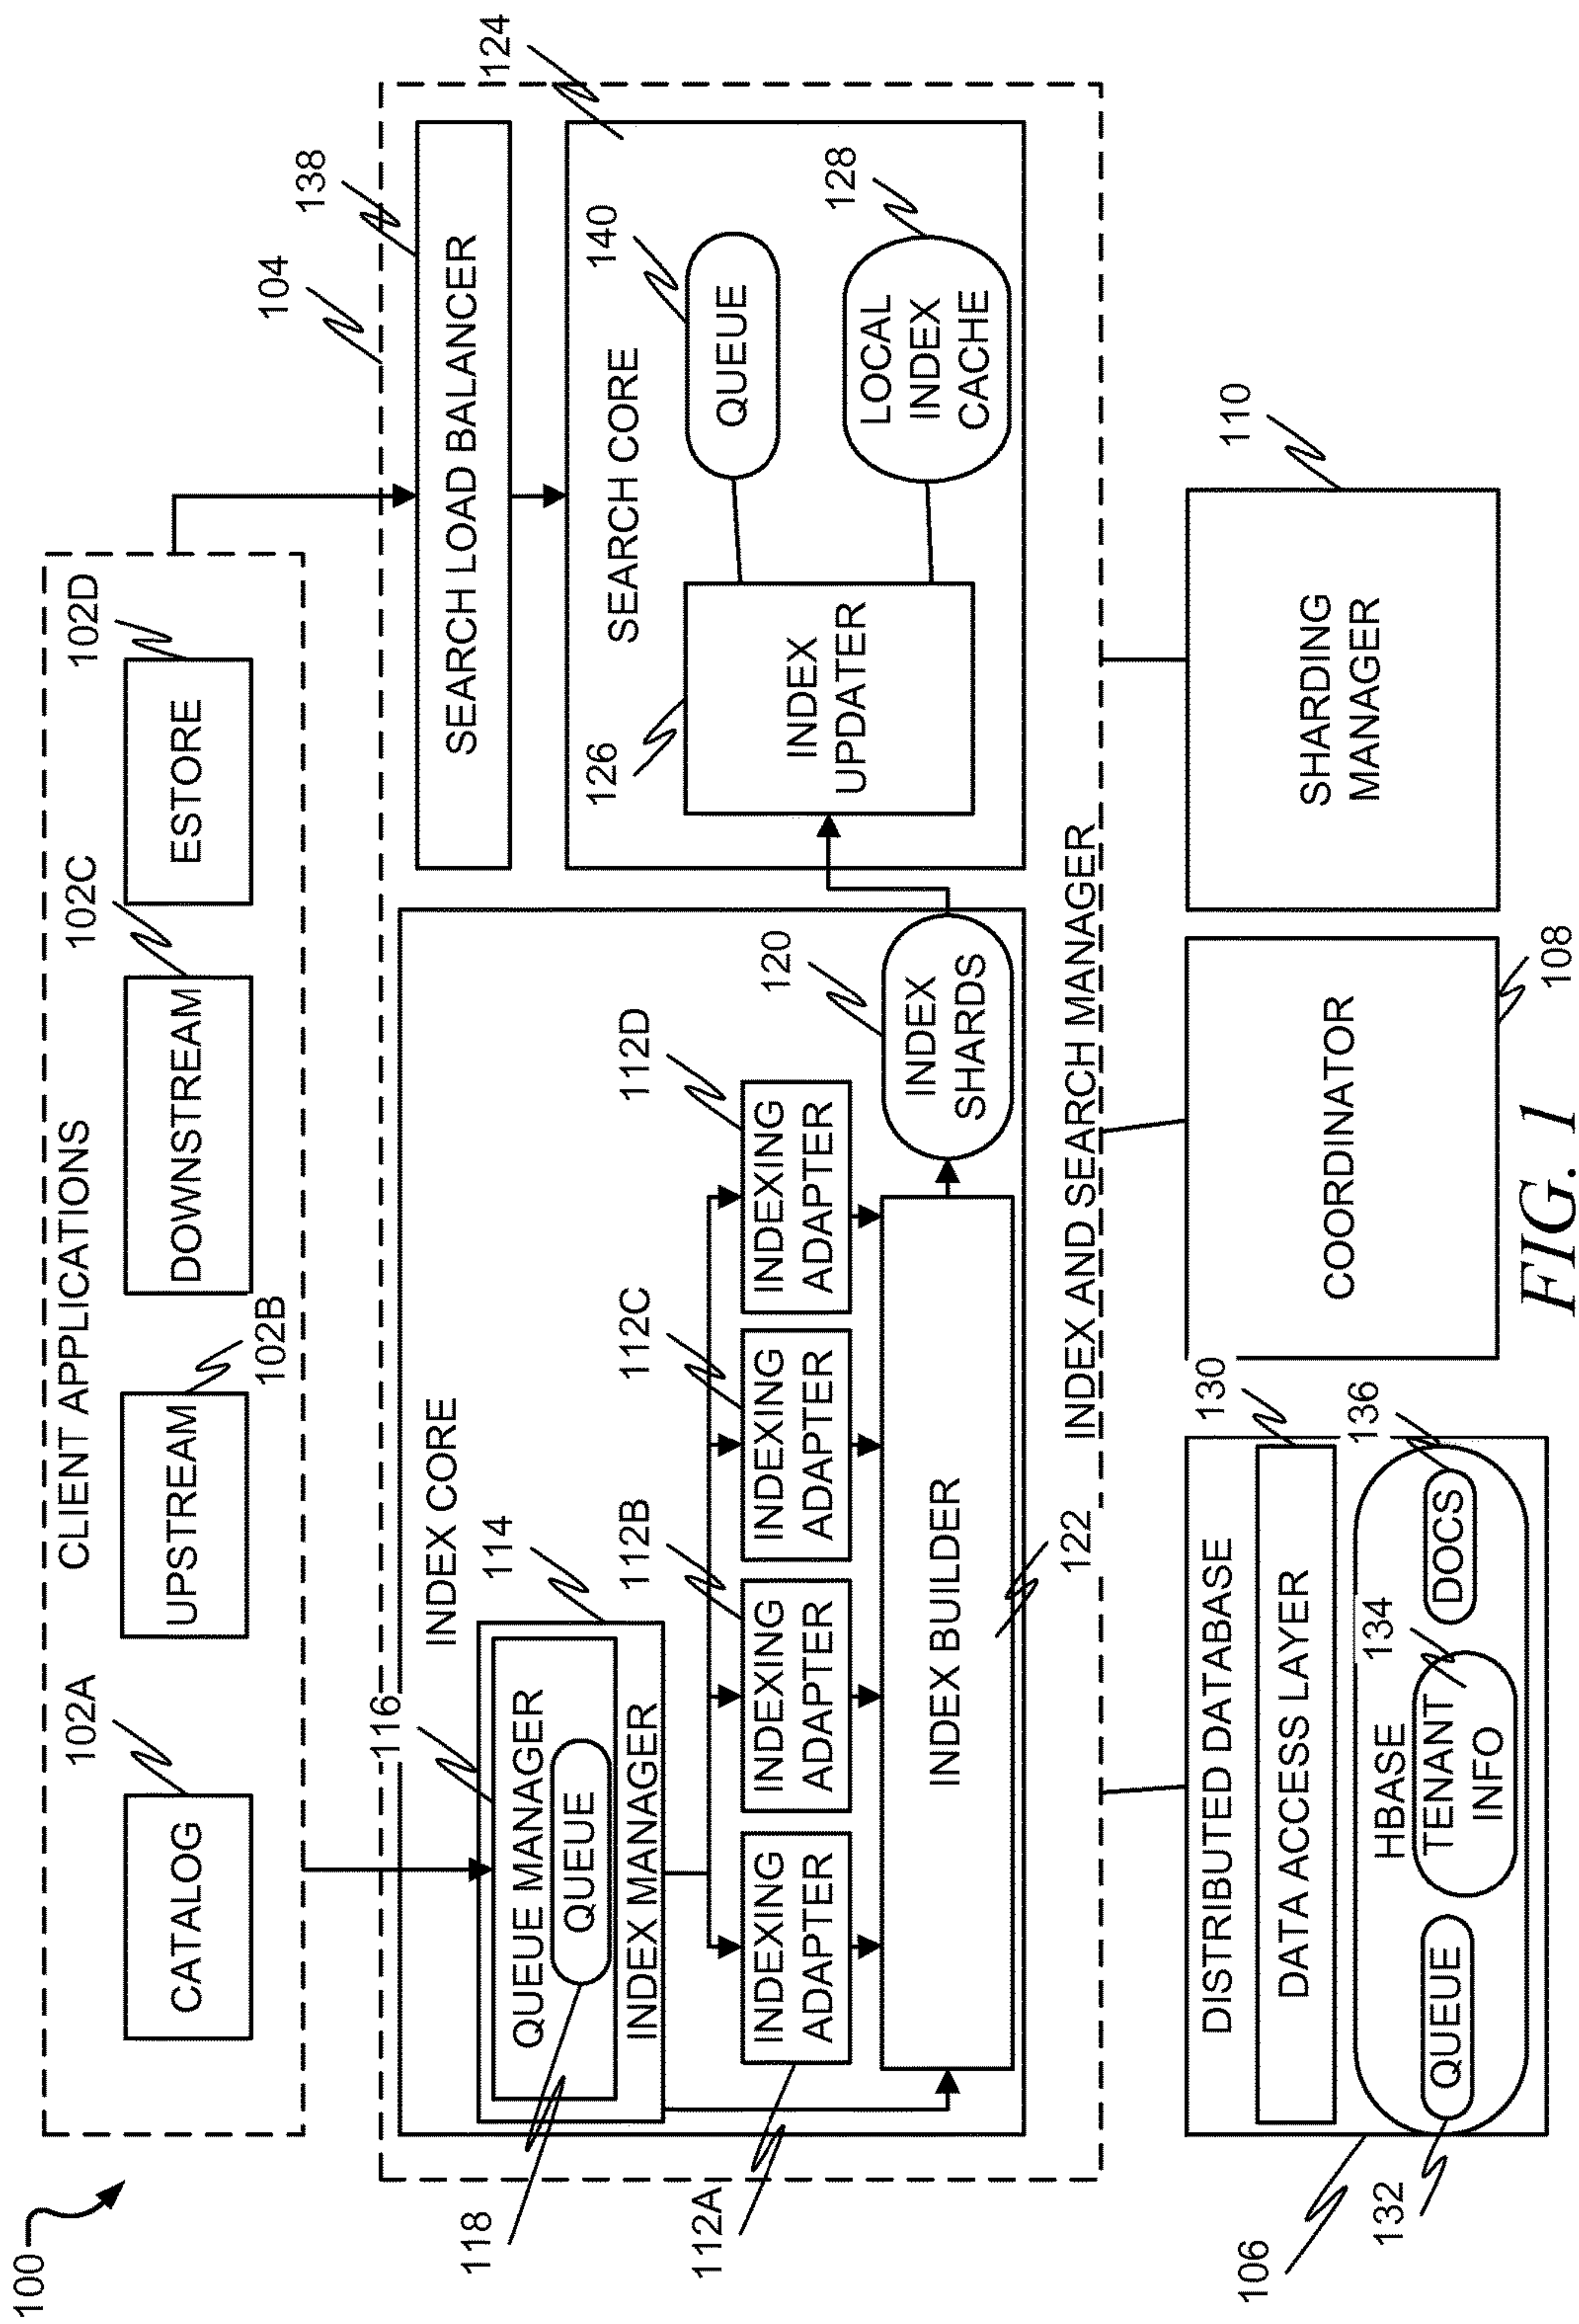 100
CLIENT APPLICATIONS
102A
102B
102C
102D
CATALOG
UPSTREAM
DOWNSTREAM
ESTORE
104
138
124
SEARCH LOAD BALANCER
INDEX CORE
114
116
QUEUE MANAGER
QUEUE
INDEX MANAGER
118
112A
112B
112C
112D
INDEXING
ADAPTER
INDEXING
ADAPTER
INDEXING
ADAPTER
INDEXING
ADAPTER
INDEX BUILDER
122
120
INDEX
SHARDS
SEARCH CORE
126
INDEX
UPDATER
140
QUEUE
128
LOCAL
INDEX
CACHE
INDEX AND SEARCH MANAGER
106
DISTRIBUTED DATABASE
130
DATA ACCESS LAYER
HBASE
132
QUEUE
134
TENANT
INFO
136
DOCS
COORDINATOR
108
SHARDING
MANAGER
110
FIG. 1